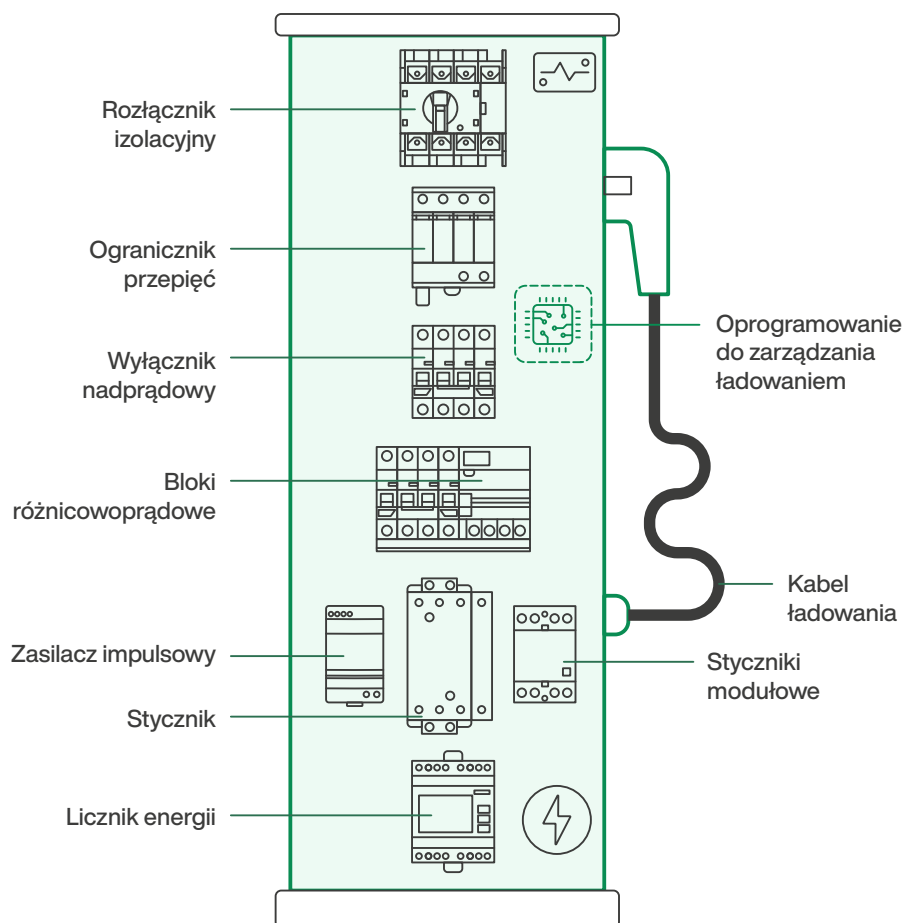 Rozłącznik
izolacyjny
Ogranicznik
przepięć
Wyłącznik
nadprądowy
Bloki
różnicowoprądowe
Zasilacz impulsowy
Stycznik
Licznik energii
Oprogramowanie
do zarządzania
ładowaniem
Kabel
ładowania
Styczniki
modułowe